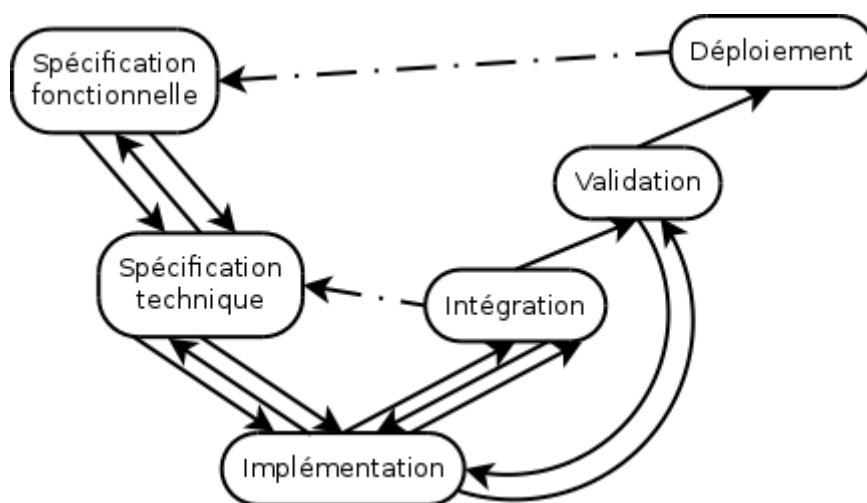 Spécification
fonctionnelle
Déploiement
Validation
Spécification
technique
Intégration
Implémentation